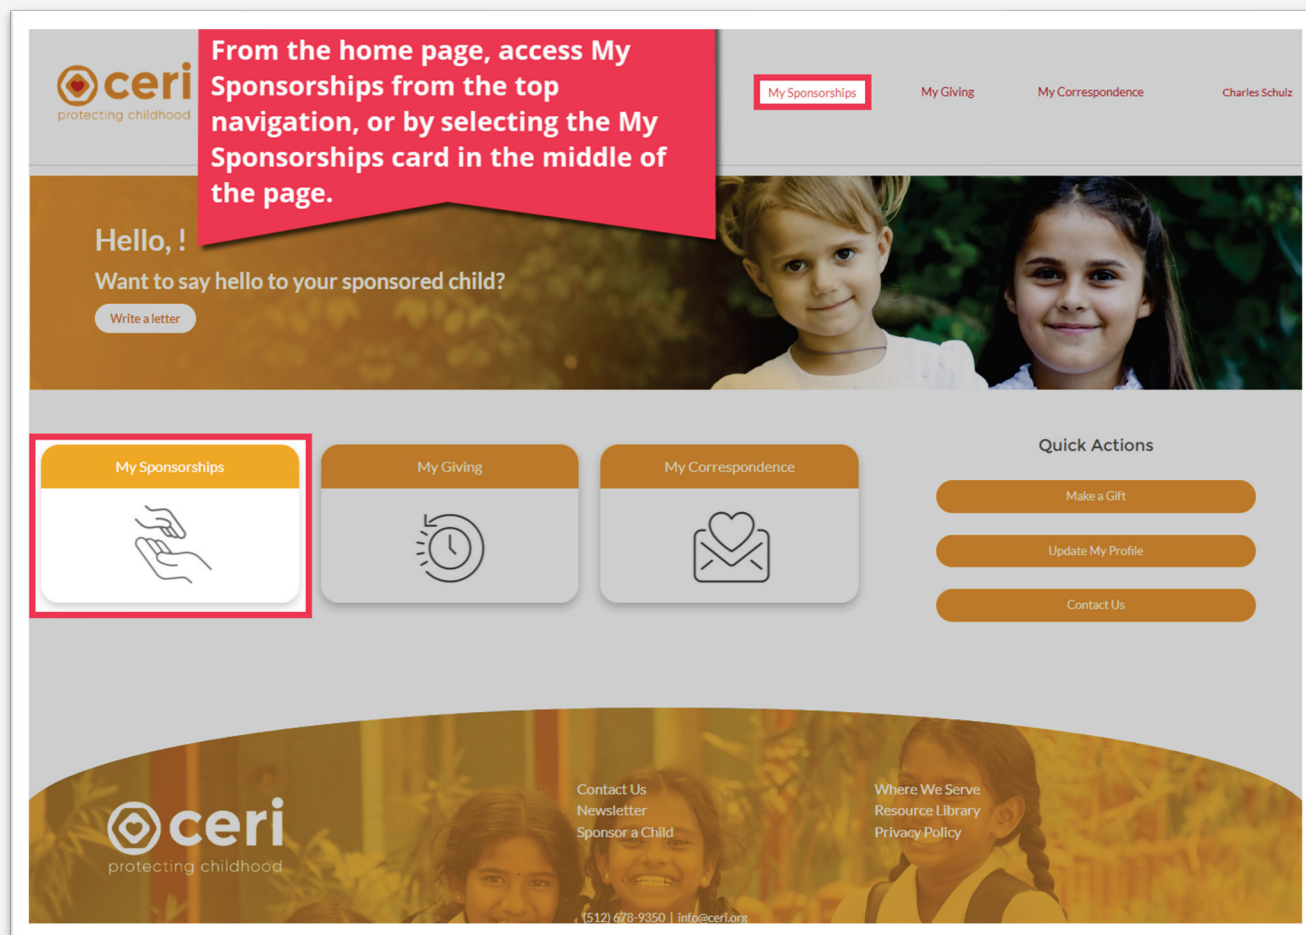 ceri
protecting childhood
From the home page, access My
Sponsorships from the top
navigation, or by selecting the My
Sponsorships card in the middle of
the page.
My Sponsorships
My Giving
My Correspondence
Charles Schulz
Hello, !
Want to say hello to your sponsored child?
Write a letter
My Sponsorships
My Giving
My Correspondence
Quick Actions
Make a Gift
Update My Profile
Contact Us
ceri
protecting childhood
Contact Us
Newsletter
Sponsor a Child
Where We Serve
Resource Library
Privacy Policy
(512) 678-9350 | info@ceri.org